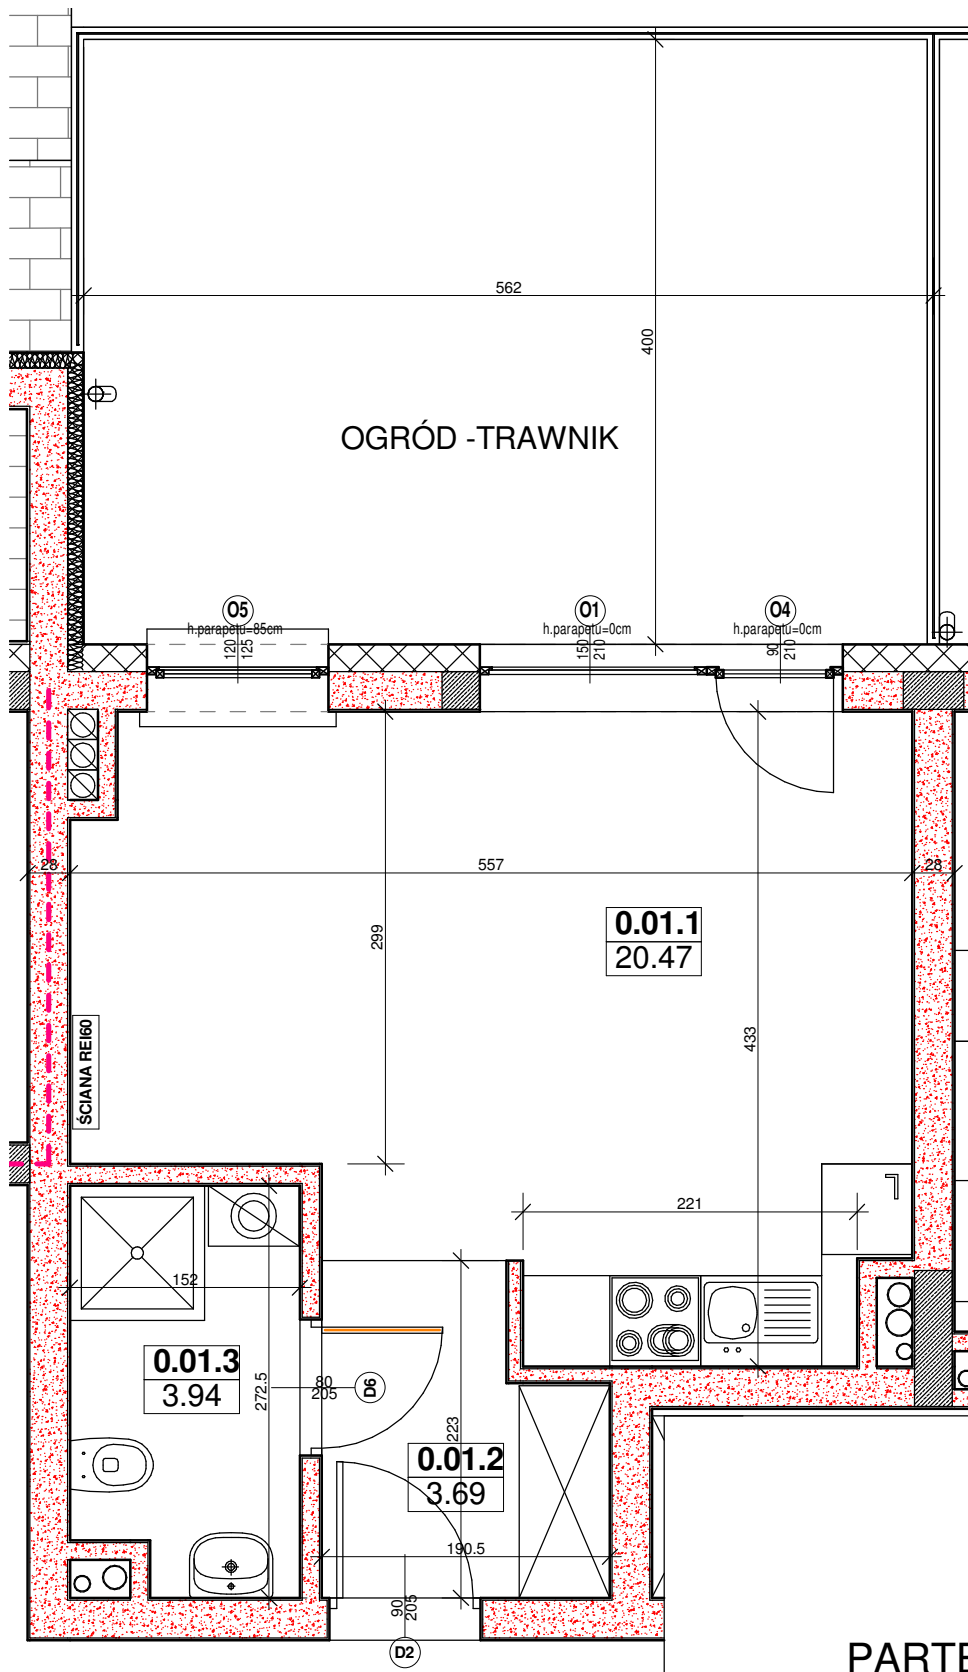 562
400
OGRÓD -TRAWNIK
O5
h.parapetu=85cm
120
125
O1
h.parapetu=0cm
150
210
O4
h.parapetu=0cm
90
210
28
557
28
299
0.01.1
20.47
433
ŚCIANA REI60
221
152
0.01.3
3.94
272.5
80
205
D6
223
0.01.2
3.69
190.5
90
205
D2
PARTE